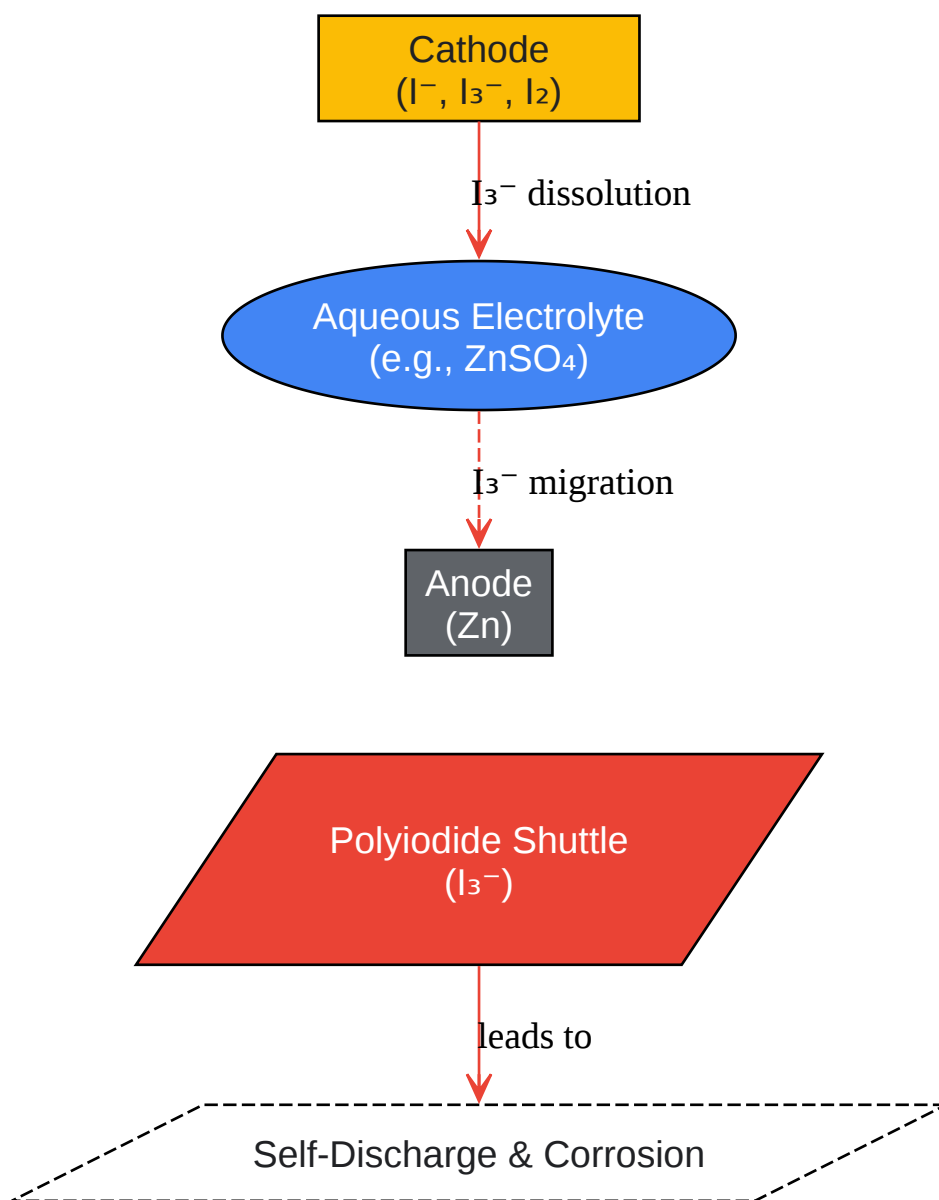 Cathode
(I⁻, I₃⁻, I₂)
I₃⁻ dissolution
Aqueous Electrolyte
(e.g., ZnSO₄)
I₃⁻ migration
Anode
(Zn)
Polyiodide Shuttle
(I₃⁻)
leads to
Self-Discharge & Corrosion